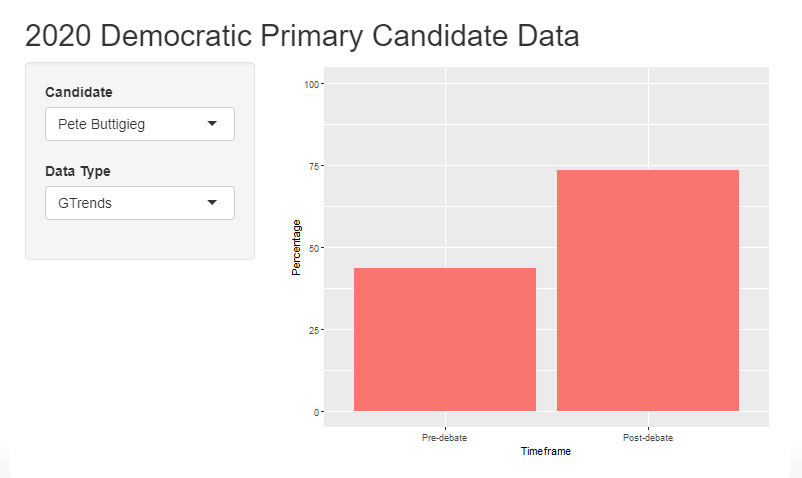 2020 Democratic Primary Candidate Data
Candidate
Pete Buttigieg
Data Type
GTrends
Percentage
100
75
50
25
0
Pre-debate
Post-debate
Timeframe